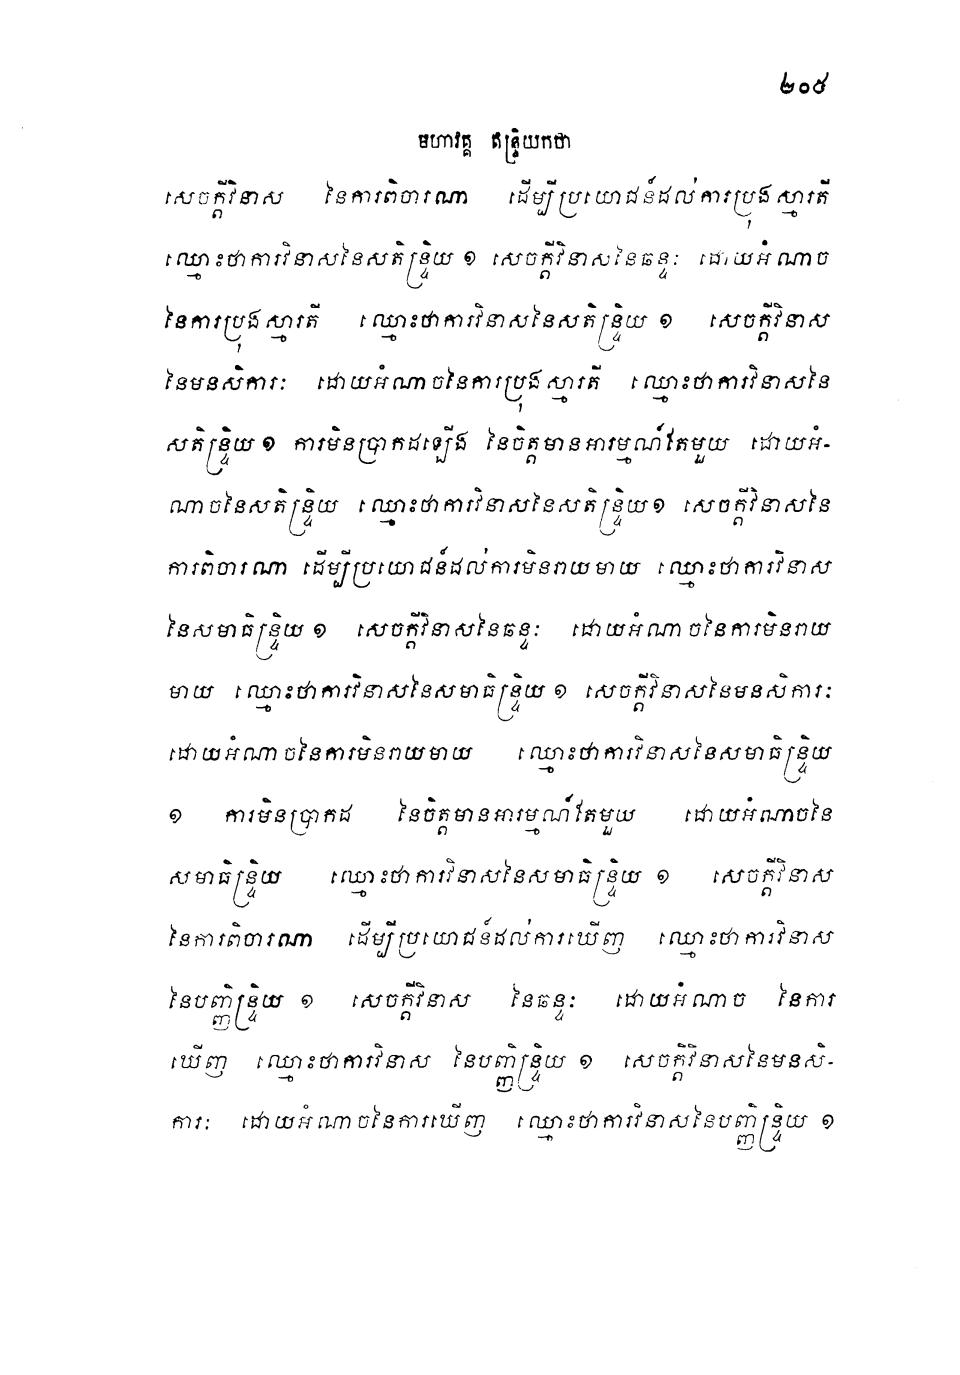 ២០៥
មហាវគ្គ ឥន្ទ្រិយកថា
សេចក្តីវិនាស នៃការពិចារណា ដើម្បីប្រយោជន៍ដល់ការប្រុងស្មារតី
ឈ្មោះថាការវិនាសនៃសតិន្ទ្រិយ ១ សេចក្តីវិនាសនៃឆន្ទៈ ដោយអំណាច
នៃការប្រុងស្មារតី ឈ្មោះថាការវិនាសនៃសតិន្ទ្រិយ ១ សេចក្តីវិនាស
នៃមនសិការៈ ដោយអំណាចនៃការប្រុងស្មារតី ឈ្មោះថាការវិនាសនៃ
សតិន្ទ្រិយ ១ ការមិនប្រាកដឡើង នៃចិត្តមានអារម្មណ៍តែមួយ ដោយអំ-
ណាចនៃសតិន្ទ្រិយ ឈ្មោះថាការវិនាសនៃសតិន្ទ្រិយ ១ សេចក្តីវិនាសនៃ
ការពិចារណា ដើម្បីប្រយោជន៍ដល់ការមិនរាយមាយ ឈ្មោះថាការវិនាស
នៃសមាធិន្ទ្រិយ ១ សេចក្តីវិនាសនៃឆន្ទៈ ដោយអំណាចនៃការមិនរាយ
មាយ ឈ្មោះថាការវិនាសនៃសមាធិន្ទ្រិយ ១ សេចក្តីវិនាសនៃមនសិការៈ
ដោយអំណាចនៃការមិនរាយមាយ ឈ្មោះថាការវិនាសនៃសមាធិន្ទ្រិយ
១ ការមិនប្រាកដ នៃចិត្តមានអារម្មណ៍តែមួយ ដោយអំណាចនៃ
សមាធិន្ទ្រិយ ឈ្មោះថាការវិនាសនៃសមាធិន្ទ្រិយ ១ សេចក្តីវិនាស
នៃការពិចារណា ដើម្បីប្រយោជន៍ដល់ការឃើញ ឈ្មោះថាការវិនាស
នៃបញ្ញិន្ទ្រិយ ១ សេចក្តីវិនាស នៃឆន្ទៈ ដោយអំណាច នៃការ
ឃើញ ឈ្មោះថាការវិនាស នៃបញ្ញិន្ទ្រិយ ១ សេចក្តីវិនាសនៃមនសិ-
ការៈ ដោយអំណាចនៃការឃើញ ឈ្មោះថាការវិនាសនៃបញ្ញិន្ទ្រិយ ១